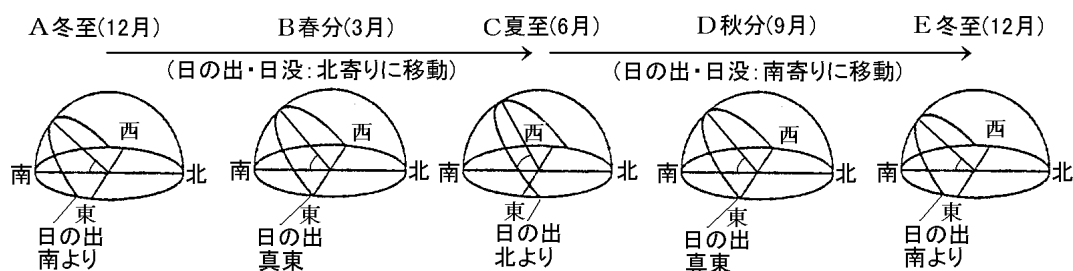 A冬至(12月)
B春分(3月)
C夏至(6月)
D秋分(9月)
E冬至(12月)
(日の出・日没:北寄りに移動)
(日の出・日没:南寄りに移動)
西
南
北
東
日の出
南より
西
南
北
東
日の出
真東
西
南
北
東
日の出
北より
西
南
北
東
日の出
真東
西
南
北
東
日の出
南より